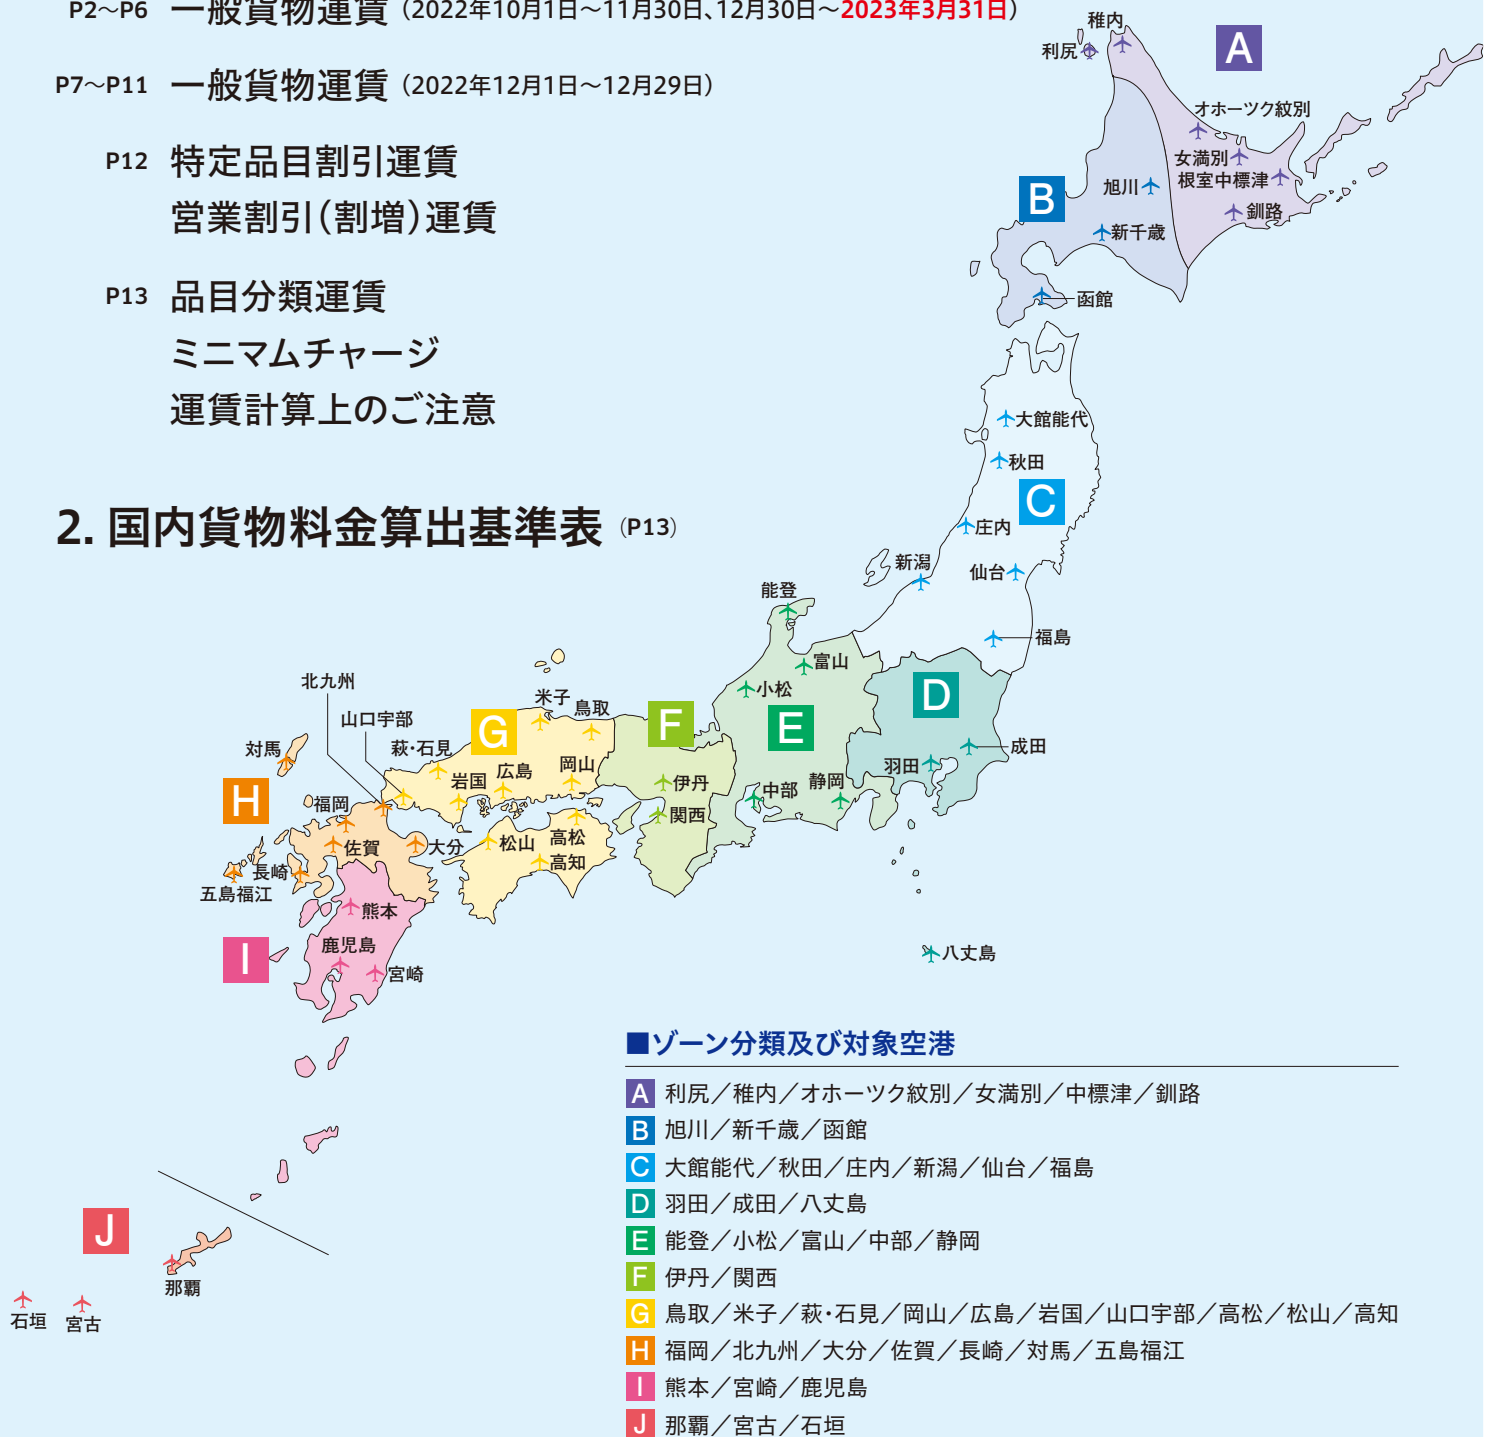 P2～P6 一般貨物運賃（2022年10月1日～11月30日、12月30日～2023年3月31日）
P7～P11 一般貨物運賃（2022年12月1日～12月29日）
P12 特定品目割引運賃
営業割引（割増）運賃
P13 品目分類運賃
ミニマムチャージ
運賃計算上のご注意
2. 国内貨物料金算出基準表（P13）
稚内
利尻
A
オホーツク紋別
女満別
根室中標津
釧路
B
旭川
新千歳
函館
大館能代
秋田
C
庄内
新潟
仙台
福島
能登
富山
小松
E
中部
静岡
D
成田
羽田
八丈島
F
伊丹
関西
G
米子
鳥取
萩・石見
岡山
広島
岩国
山口宇部
北九州
松山
高松
高知
対馬
H
福岡
佐賀
大分
長崎
五島福江
I
熊本
鹿児島
宮崎
J
那覇
石垣
宮古
■ゾーン分類及び対象空港
A 利尻／稚内／オホーツク紋別／女満別／中標津／釧路
B 旭川／新千歳／函館
C 大館能代／秋田／庄内／新潟／仙台／福島
D 羽田／成田／八丈島
E 能登／小松／富山／中部／静岡
F 伊丹／関西
G 鳥取／米子／萩・石見／岡山／広島／岩国／山口宇部／高松／松山／高知
H 福岡／北九州／大分／佐賀／長崎／対馬／五島福江
I 熊本／宮崎／鹿児島
J 那覇／宮古／石垣